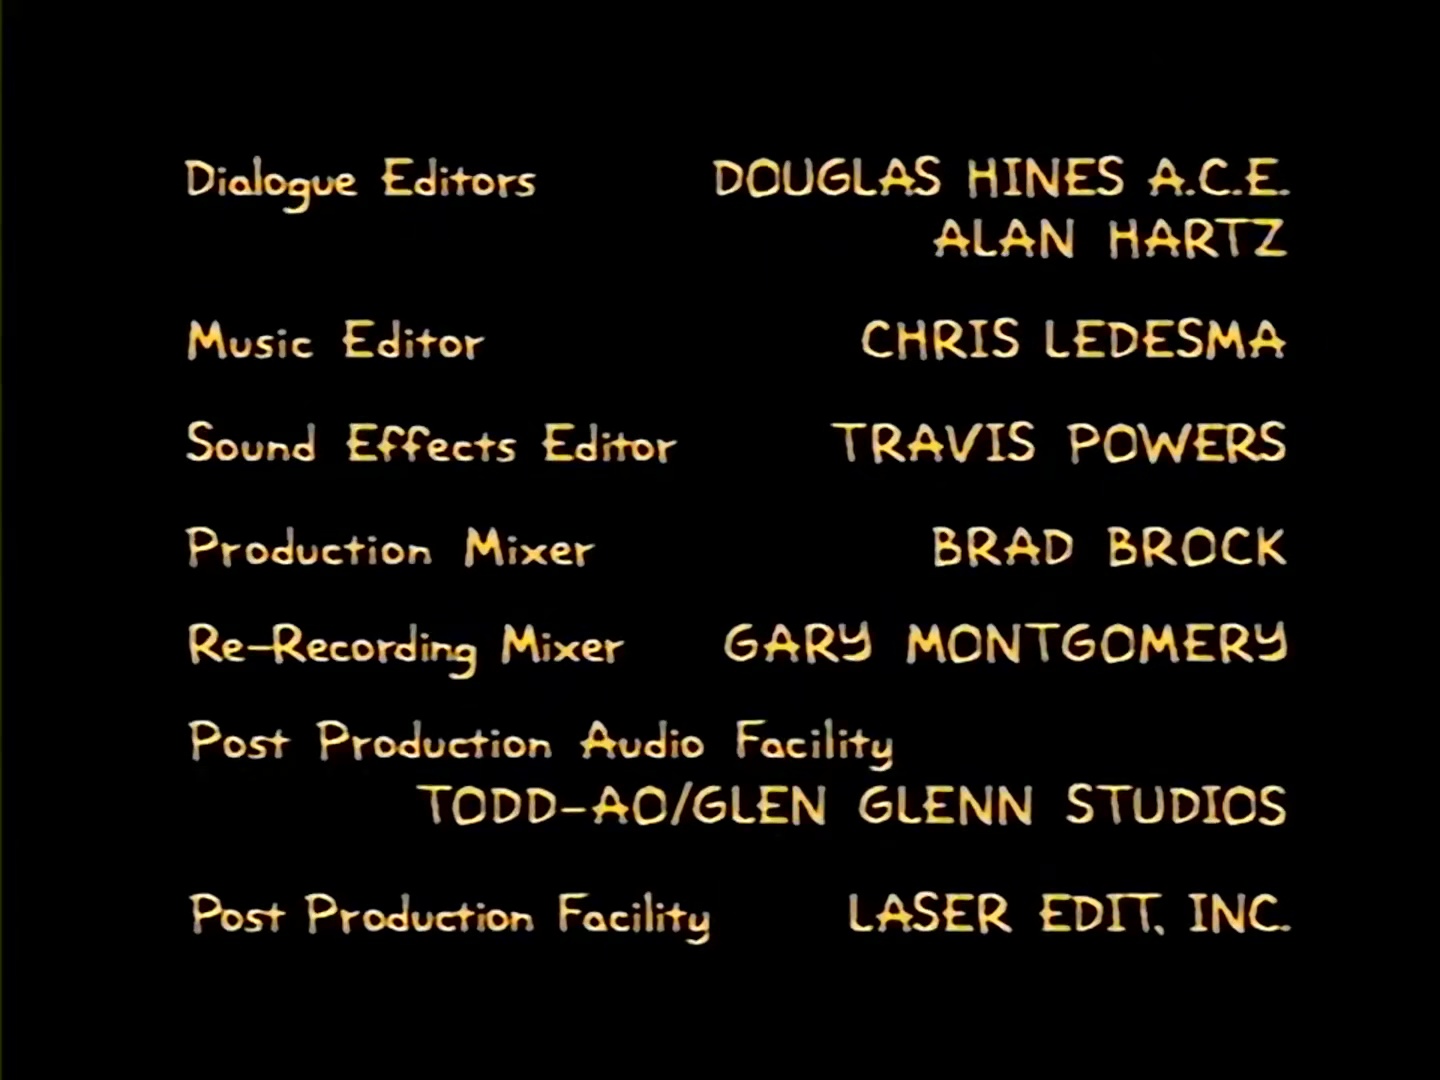 Dialogue Editors DOUGLAS HINES A.C.E.
ALAN HARTZ
Music Editor CHRIS LEDESMA
Sound Effects Editor TRAVIS POWERS
Production Mixer BRAD BROCK
Re-Recording Mixer GARY MONTGOMERY
Post Production Audio Facility
TODD-AO/GLEN GLENN STUDIOS
Post Production Facility LASER EDIT, INC.